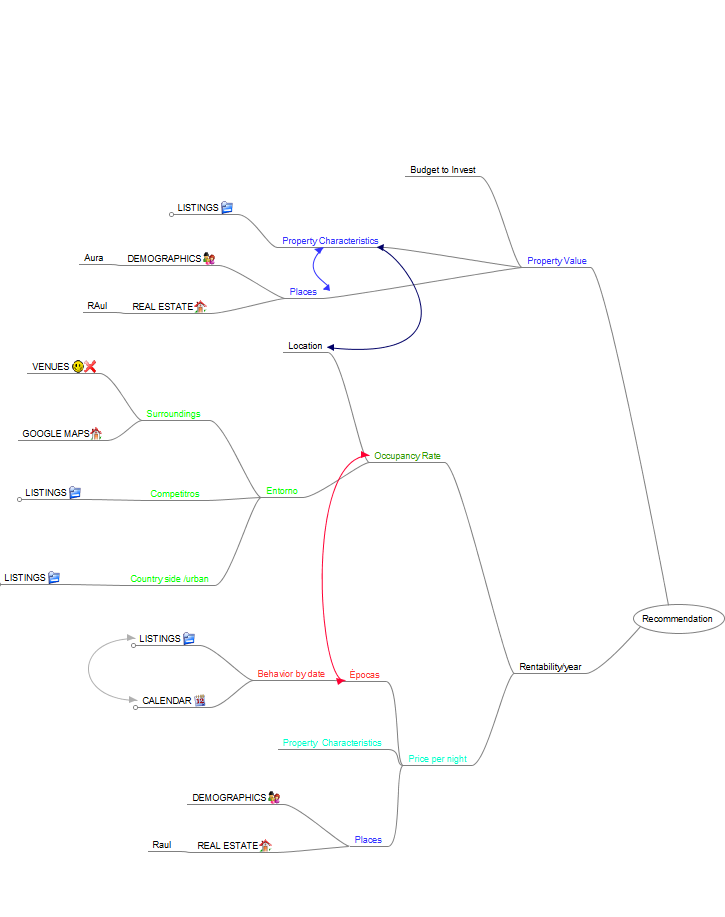 Budget to Invest
LISTINGS
Property Characteristics
Aura
DEMOGRAPHICS
Property Value
Places
RAul
REAL ESTATE
Location
VENUES
Surroundings
GOOGLE MAPS
Occupancy Rate
LISTINGS
Competitros
Entorno
LISTINGS
Country side /urban
Recommendation
LISTINGS
Behavior by date
Épocas
Rentability/year
CALENDAR
Property Characteristics
Price per night
DEMOGRAPHICS
Places
Raul
REAL ESTATE